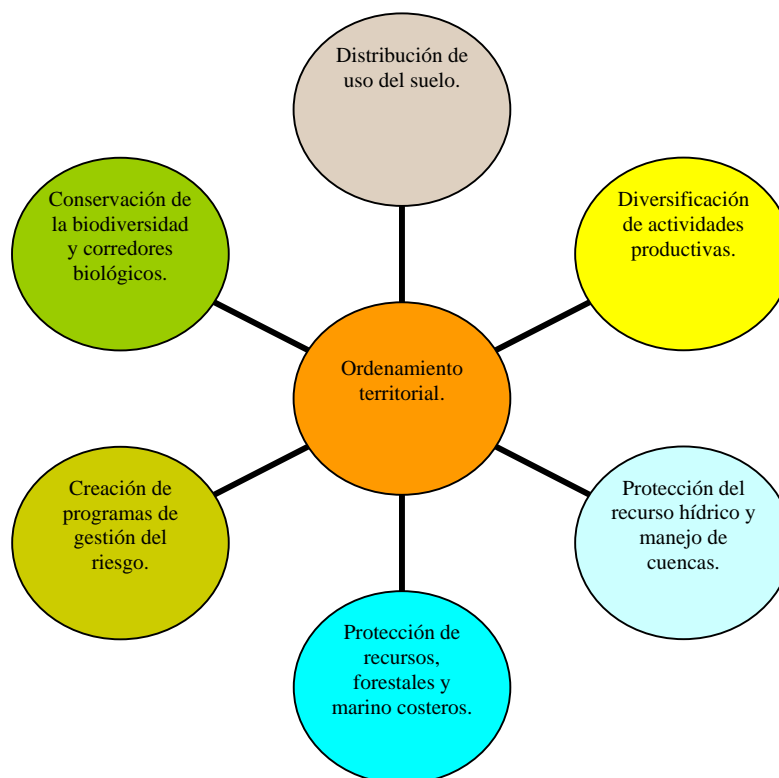 Distribución de
uso del suelo.
Conservación de
la biodiversidad
y corredores
biológicos.
Diversificación
de actividades
productivas.
Ordenamiento
territorial.
Creación de
programas de
gestión del
riesgo.
Protección del
recurso hídrico y
manejo de
cuencas.
Protección de
recursos,
forestales y
marino costeros.